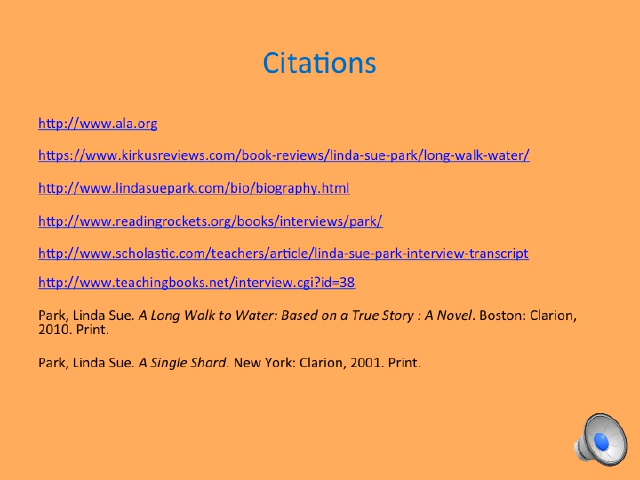 Citations
http://www.ala.org
https://www.kirkusreviews.com/book-reviews/linda-sue-park/long-walk-water/
http://www.lindasuepark.com/bio/biography.html
http://www.readingrockets.org/books/interviews/park/
http://www.scholastic.com/teachers/article/linda-sue-park-interview-transcript
http://www.teachingbooks.net/interview.cgi?id=38
Park, Linda Sue. A Long Walk to Water: Based on a True Story : A Novel. Boston: Clarion,
2010. Print.
Park, Linda Sue. A Single Shard. New York: Clarion, 2001. Print.